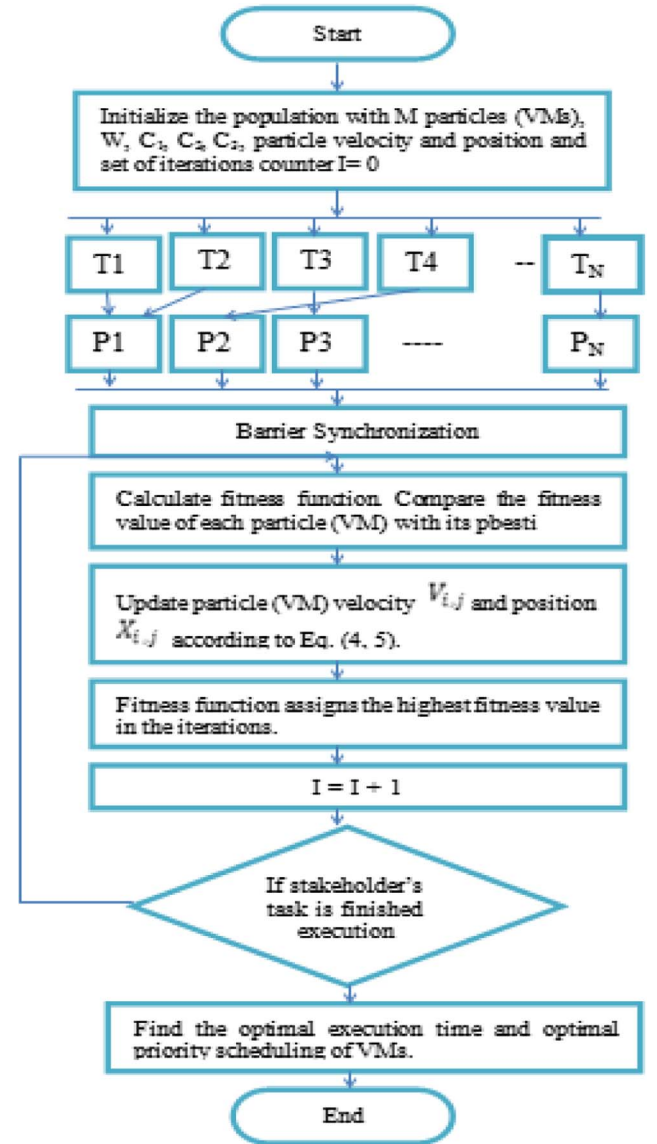 Start
Initialize the population with M particles (VMs),
W, C₁, C₂, C₃, particle velocity and position and
set of iterations counter I= 0
T1 T2 T3 T4 -- T_N
P1 P2 P3 ---- P_N
Barrier Synchronization
Calculate fitness function. Compare the fitness
value of each particle (VM) with its pbesti
Update particle (VM) velocity V_{i,j} and position
X_{i,j} according to Eq. (4, 5).
Fitness function assigns the highest fitness value
in the iterations.
I = I + 1
If stakeholder's
task is finished
execution
Find the optimal execution time and optimal
priority scheduling of VMs.
End